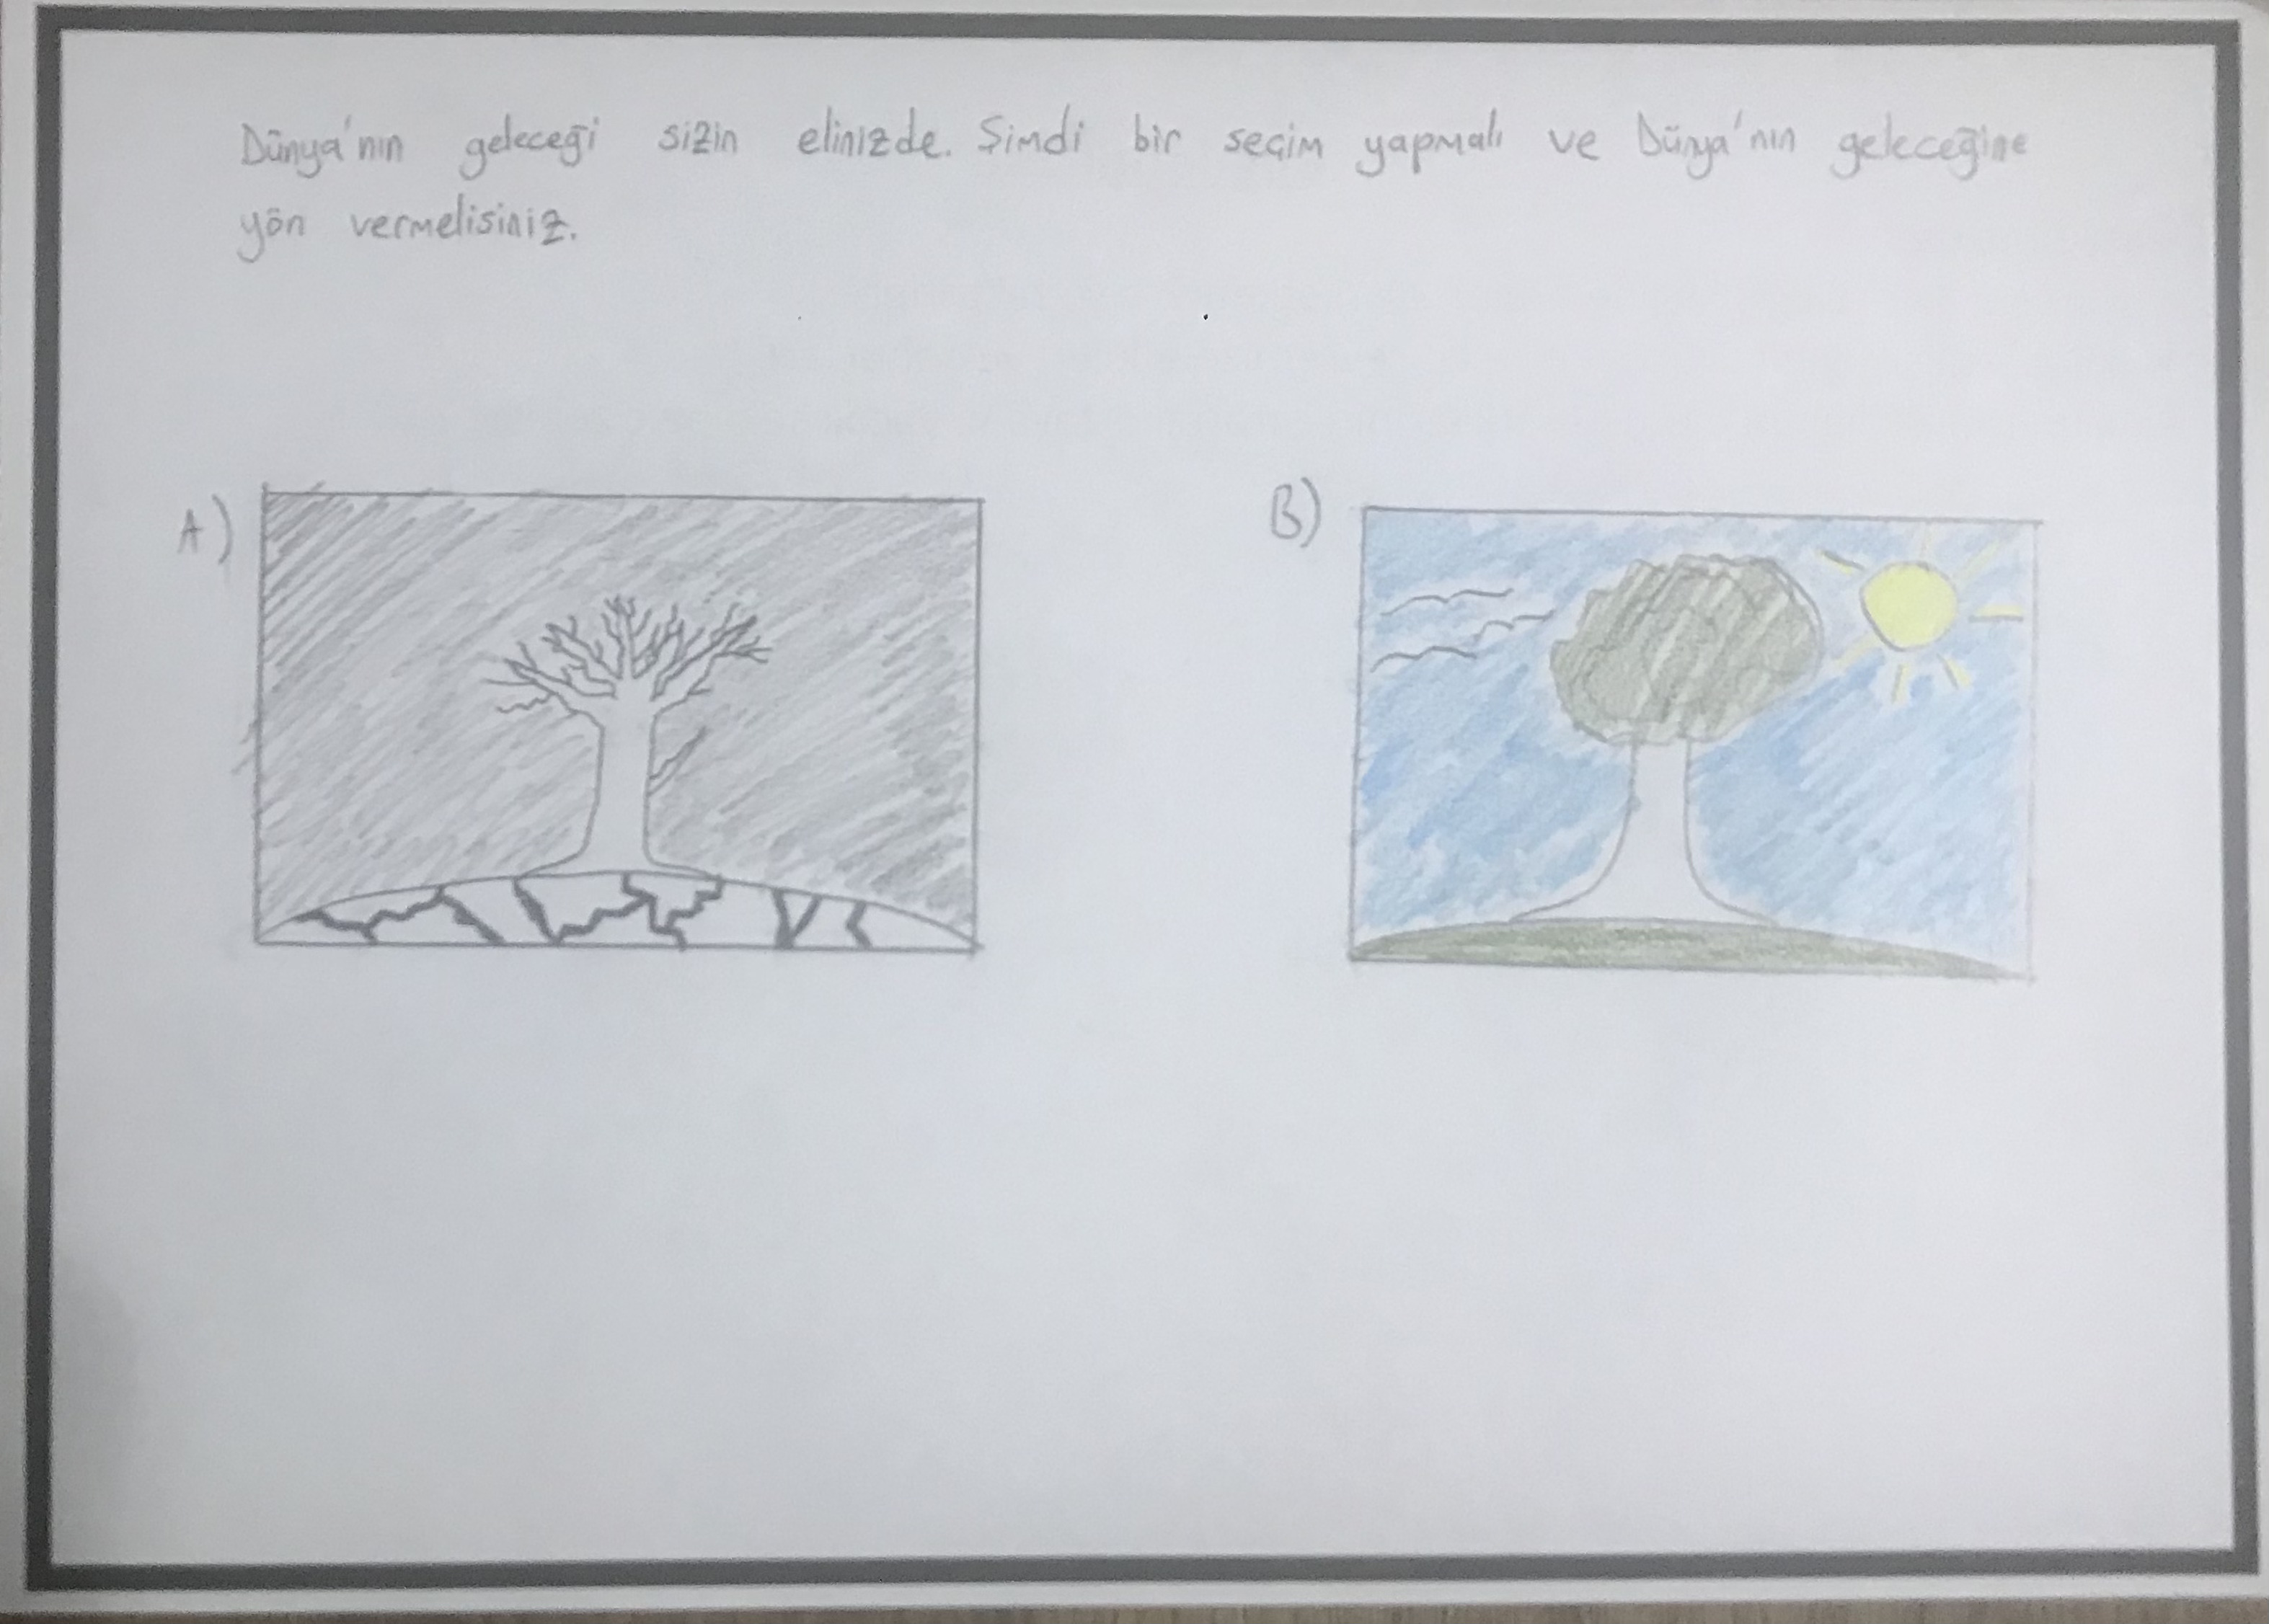 Dünya'nın geleceği sizin elinizde. Şimdi bir seçim yapmalı ve Dünya'nın geleceğine
yön vermelisiniz.
A)
B)